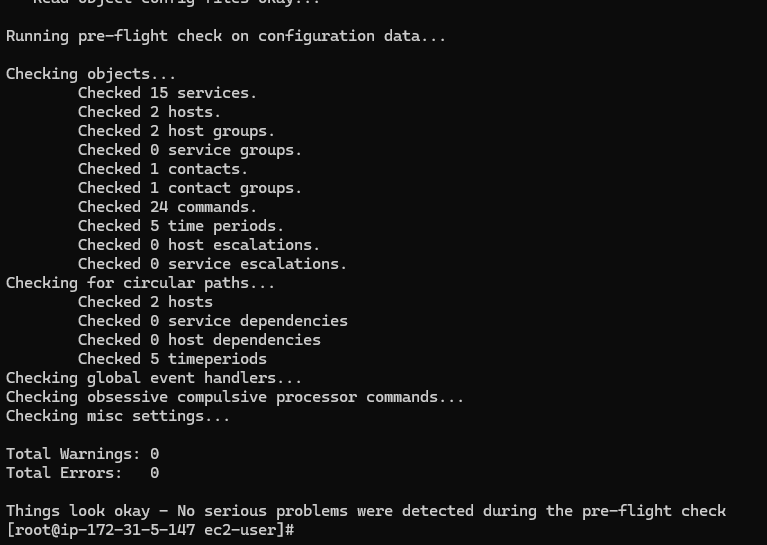 Read object config files okay...
Running pre-flight check on configuration data...
Checking objects...
Checked 15 services.
Checked 2 hosts.
Checked 2 host groups.
Checked 0 service groups.
Checked 1 contacts.
Checked 1 contact groups.
Checked 24 commands.
Checked 5 time periods.
Checked 0 host escalations.
Checked 0 service escalations.
Checking for circular paths...
Checked 2 hosts
Checked 0 service dependencies
Checked 0 host dependencies
Checked 5 timeperiods
Checking global event handlers...
Checking obsessive compulsive processor commands...
Checking misc settings...
Total Warnings: 0
Total Errors:   0
Things look okay - No serious problems were detected during the pre-flight check
[root@ip-172-31-5-147 ec2-user]#